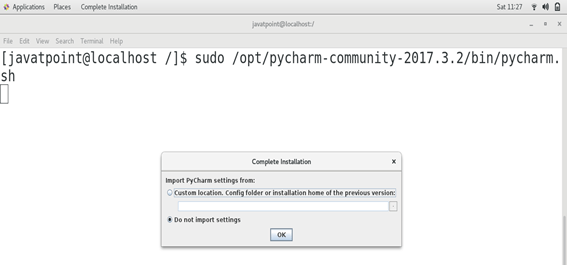 Applications Places Complete Installation Sat 11:27
javatpoint@localhost:/
File Edit View Search Terminal Help
[javatpoint@localhost /]$ sudo /opt/pycharm-community-2017.3.2/bin/pycharm.
sh
Complete Installation x
Import PyCharm settings from:
Custom location. Config folder or installation home of the previous version:
Do not import settings
OK